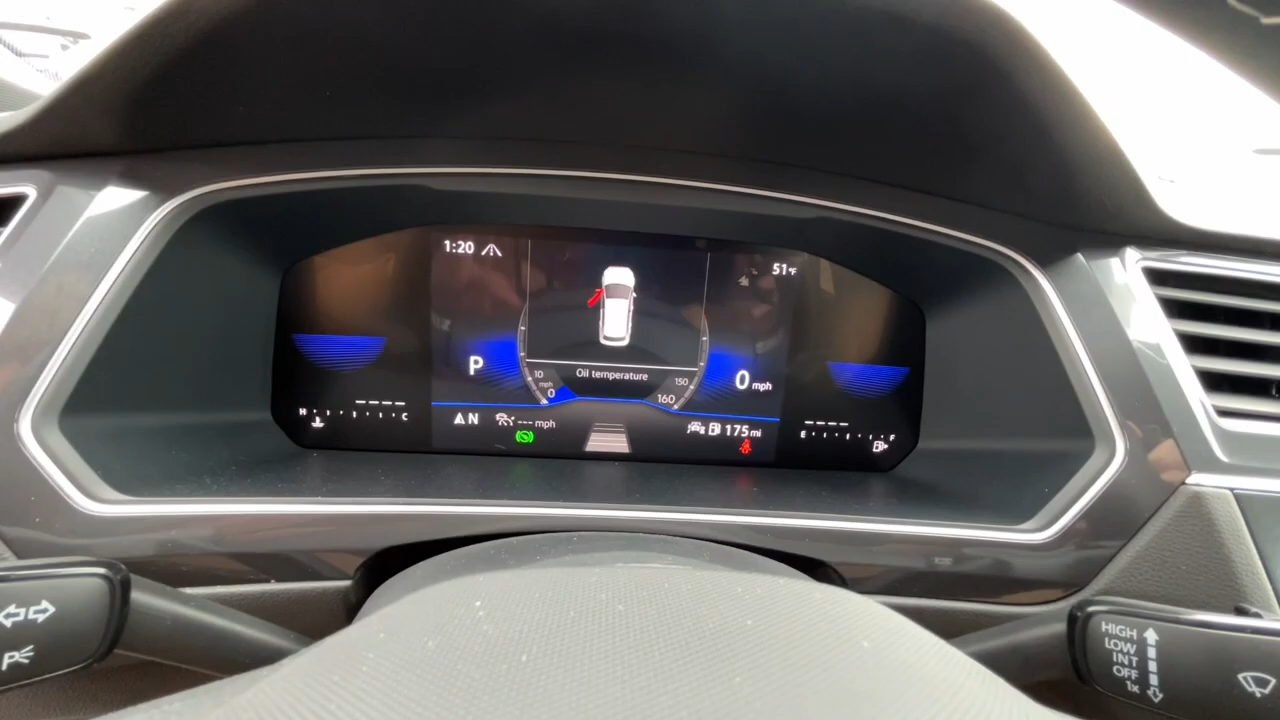 1:20
51°F
P
Oil temperature
10
mph
0
150
160
0 mph
H C
N
--- mph
175 mi
E F
P
HIGH
LOW
INT
OFF
1x